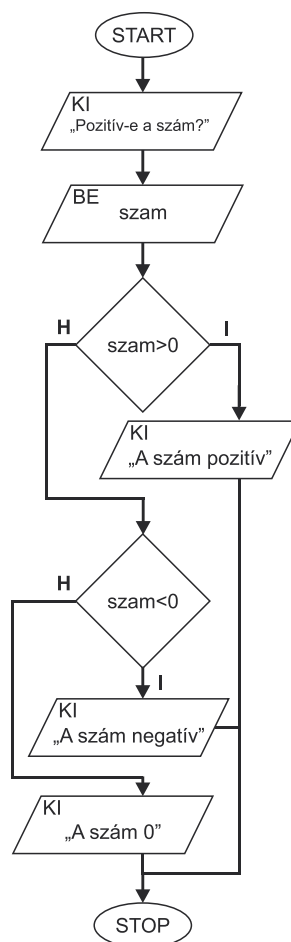 START
KI
„Pozitív-e a szám?”
BE
szam
H
I
szam>0
KI
„A szám pozitív”
H
szam<0
I
KI
„A szám negatív”
KI
„A szám 0”
STOP